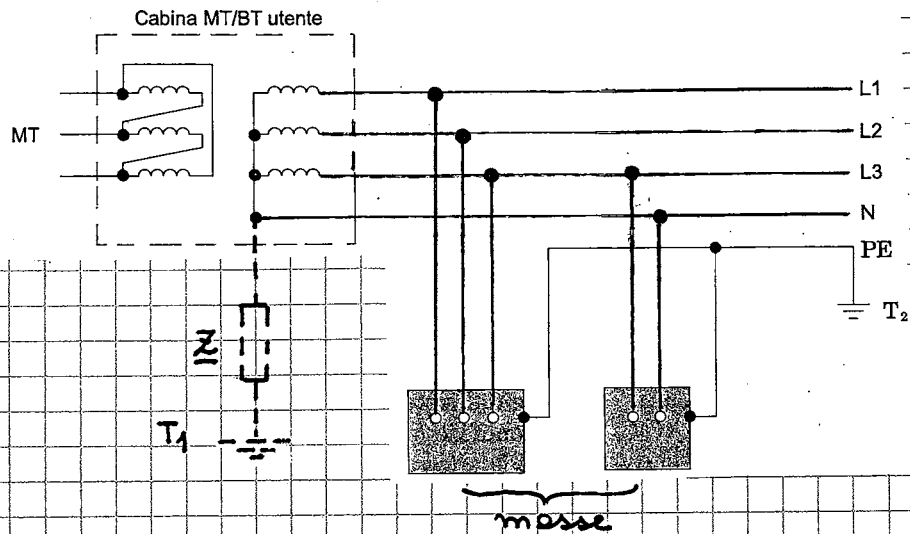 Cabina MT/BT utente
L1
MT
L2
L3
N
PE
T₂
Z
T₁
masse